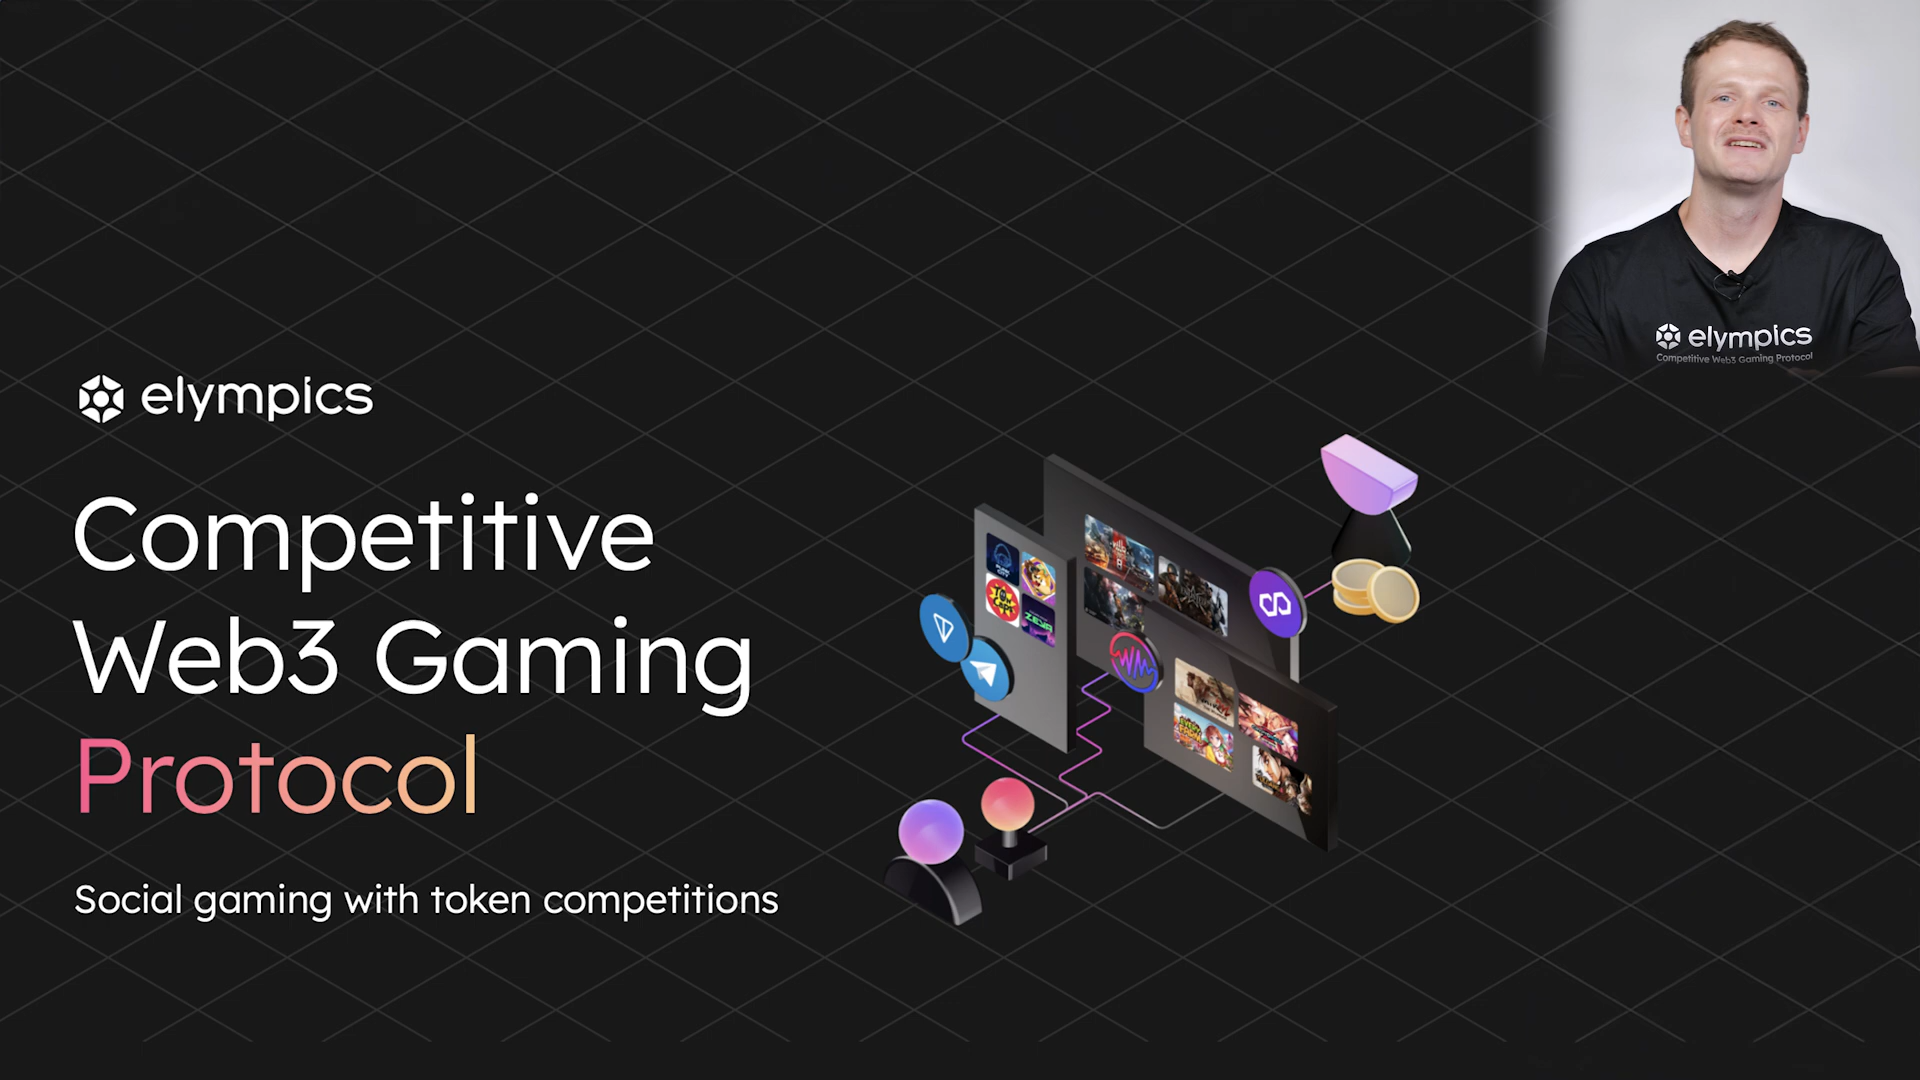 elympics
Competitive Web3 Gaming Protocol
elympics
Competitive
Web3 Gaming
Protocol
Social gaming with token competitions